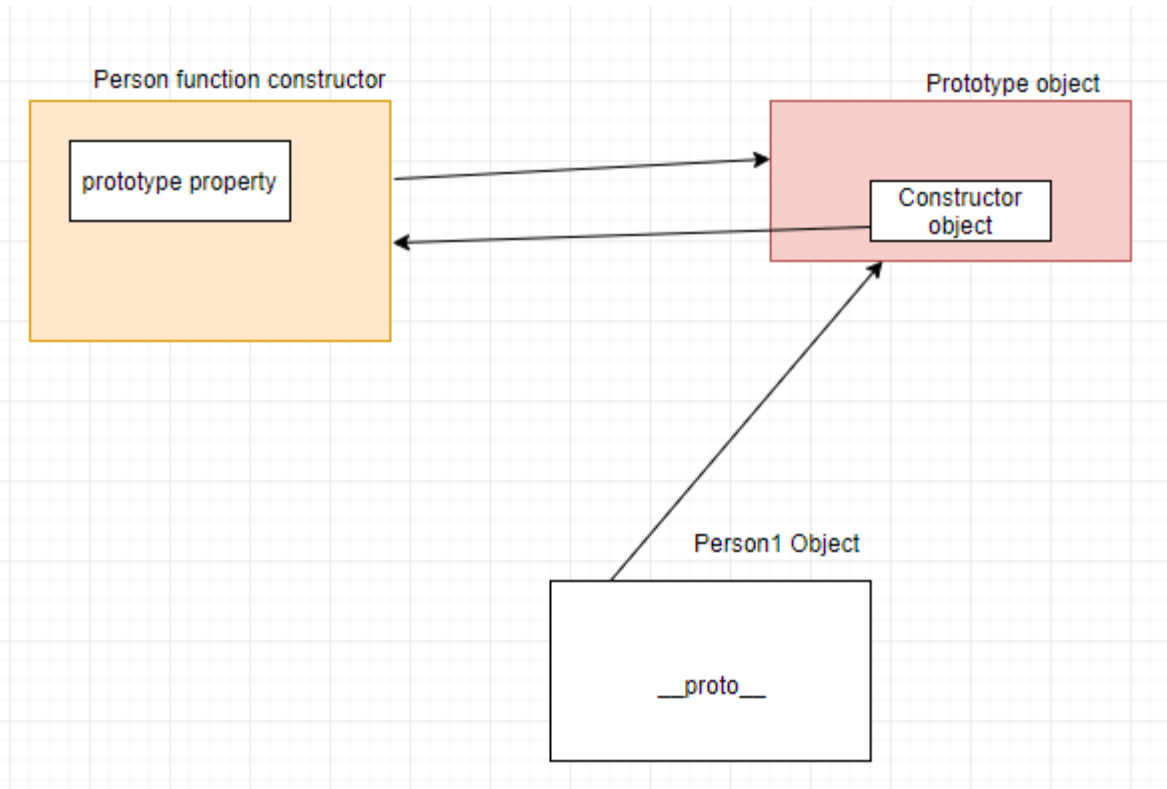 Person function constructor
Prototype object
prototype property
Constructor
object
Person1 Object
__proto__